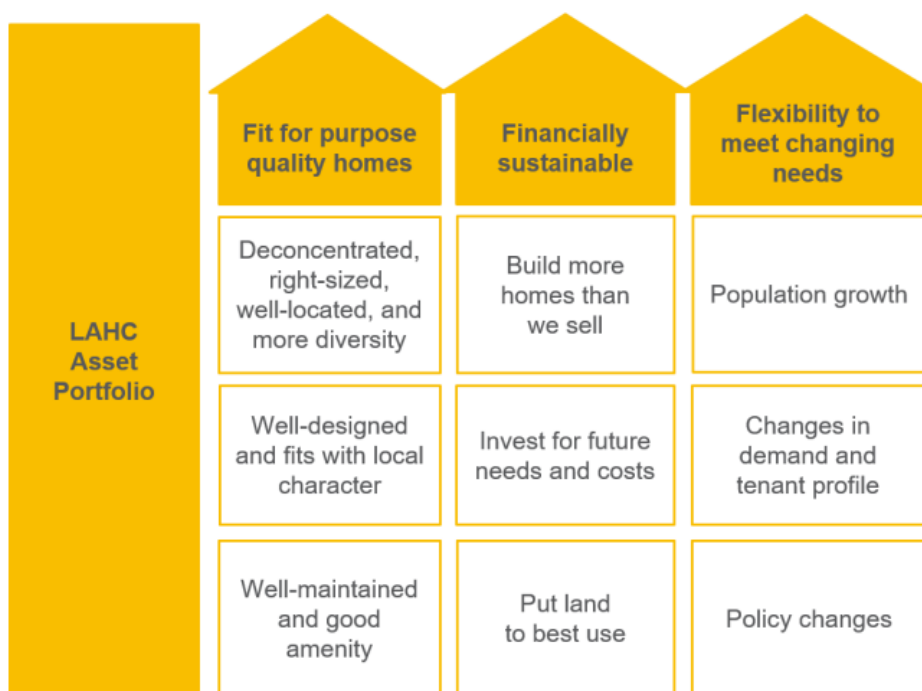 LAHC
Asset
Portfolio
Fit for purpose
quality homes
Deconcentrated,
right-sized,
well-located, and
more diversity
Well-designed
and fits with local
character
Well-maintained
and good
amenity
Financially
sustainable
Build more
homes than
we sell
Invest for future
needs and costs
Put land
to best use
Flexibility to
meet changing
needs
Population growth
Changes in
demand and
tenant profile
Policy changes